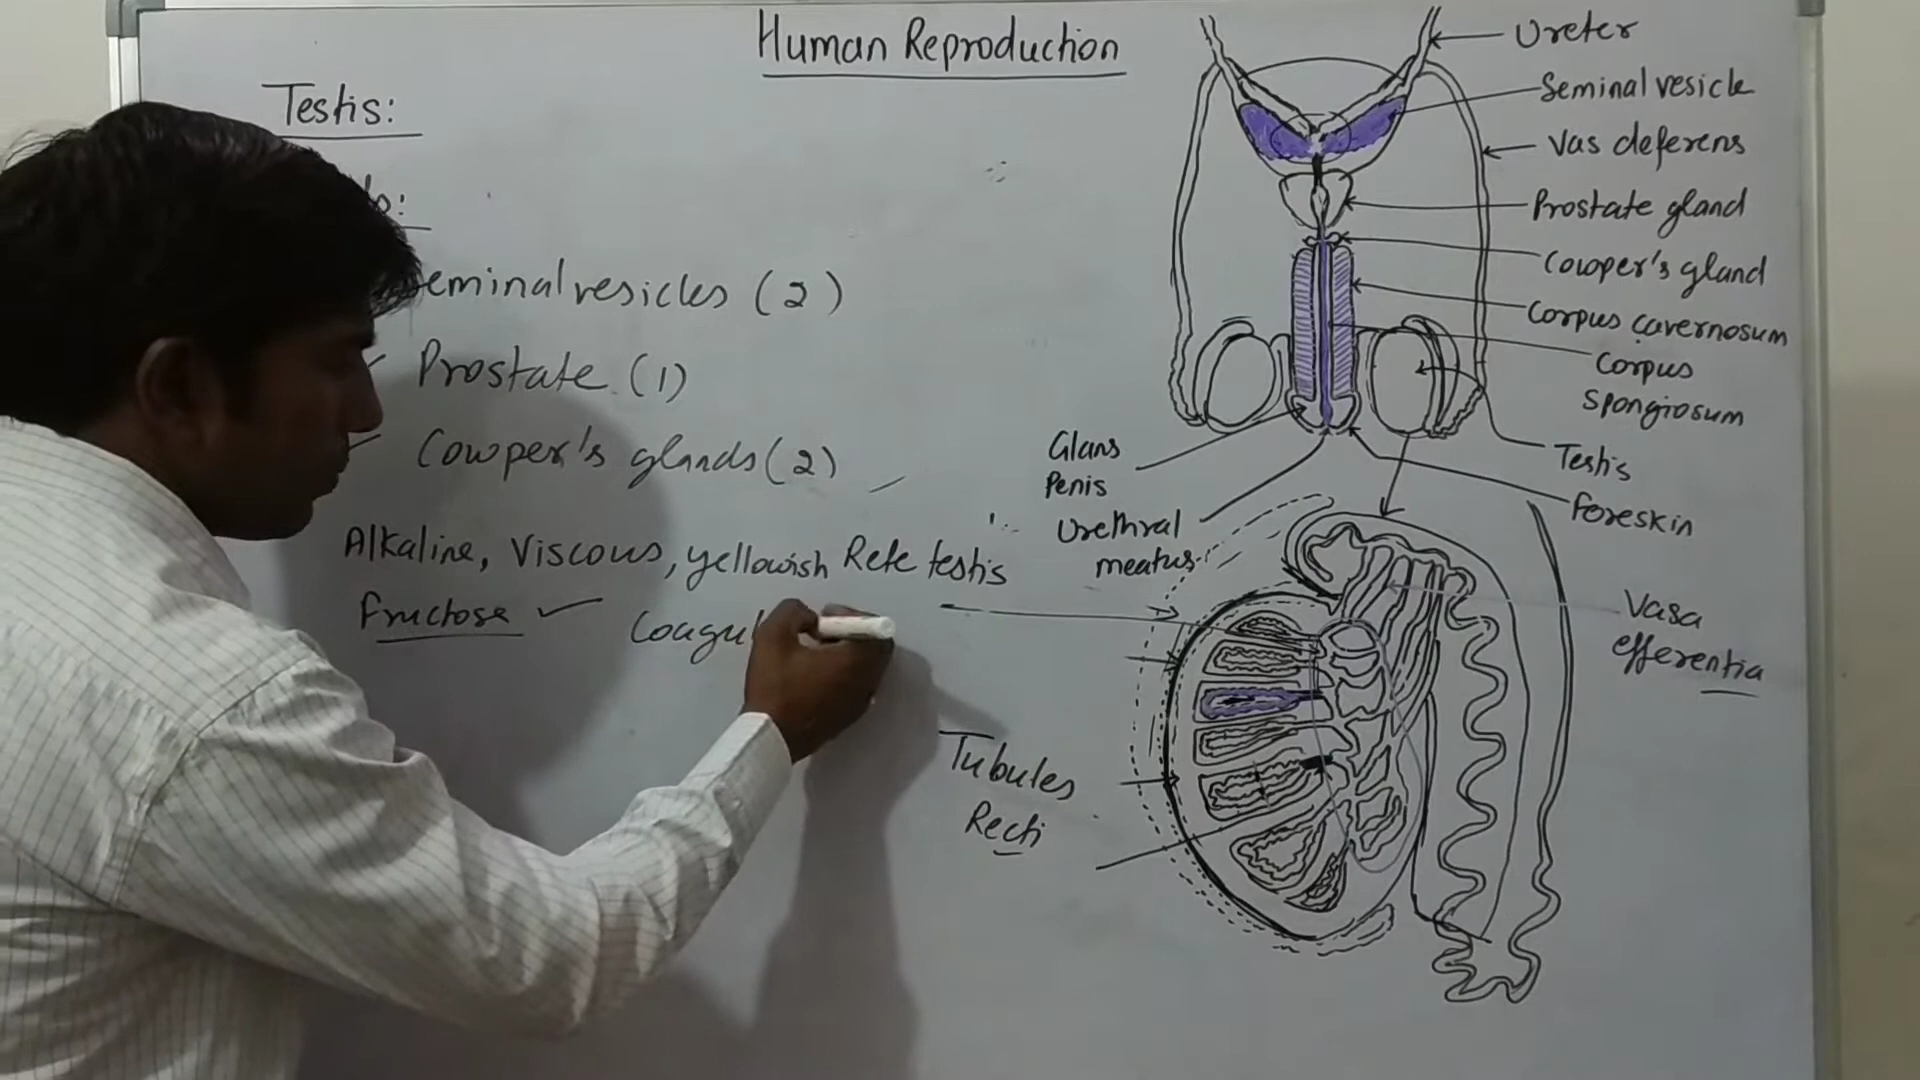 Human Reproduction
Testis:
eminal vesicles (2)
Prostate (1)
Cowper's glands (2)
Alkaline, Viscous, yellowish
Fructose
Coagul
Rete testis
Tubules
Recti
Ureter
Seminal vesicle
Vas deferens
Prostate gland
Cowper's gland
Corpus cavernosum
Corpus
Spongiosum
Testis
Foreskin
Glans
Penis
Urethral
meatus
Vasa
efferentia